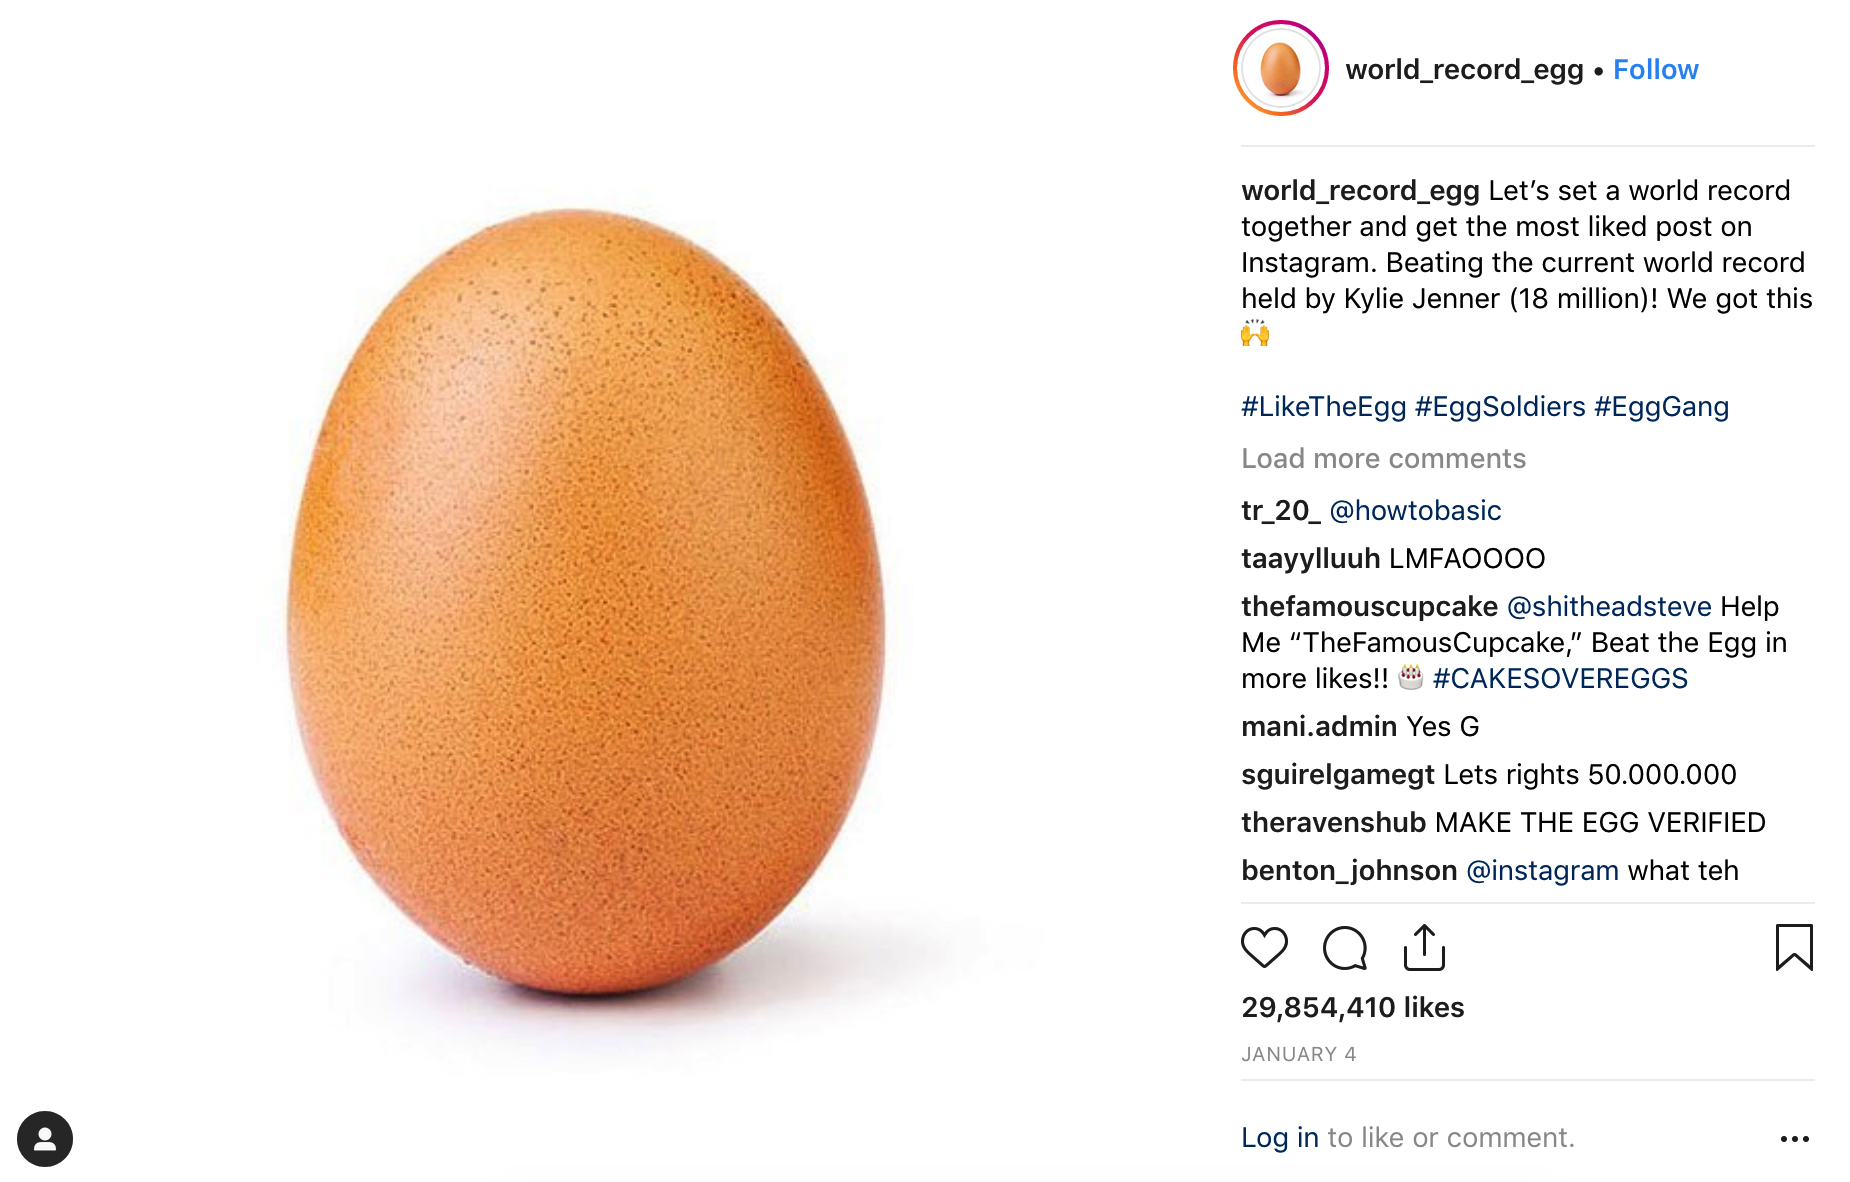 world_record_egg • Follow
world_record_egg Let’s set a world record
together and get the most liked post on
Instagram. Beating the current world record
held by Kylie Jenner (18 million)! We got this
🙌
#LikeTheEgg #EggSoldiers #EggGang
Load more comments
tr_20_ @howtobasic
taayylluuh LMFAOOOO
thefamouscupcake @shitheadsteve Help
Me “TheFamousCupcake,” Beat the Egg in
more likes!! 🎂 #CAKESOVEREGGS
mani.admin Yes G
sguirelgamegt Lets rights 50.000.000
theravenshub MAKE THE EGG VERIFIED
benton_johnson @instagram what teh
29,854,410 likes
JANUARY 4
Log in to like or comment.